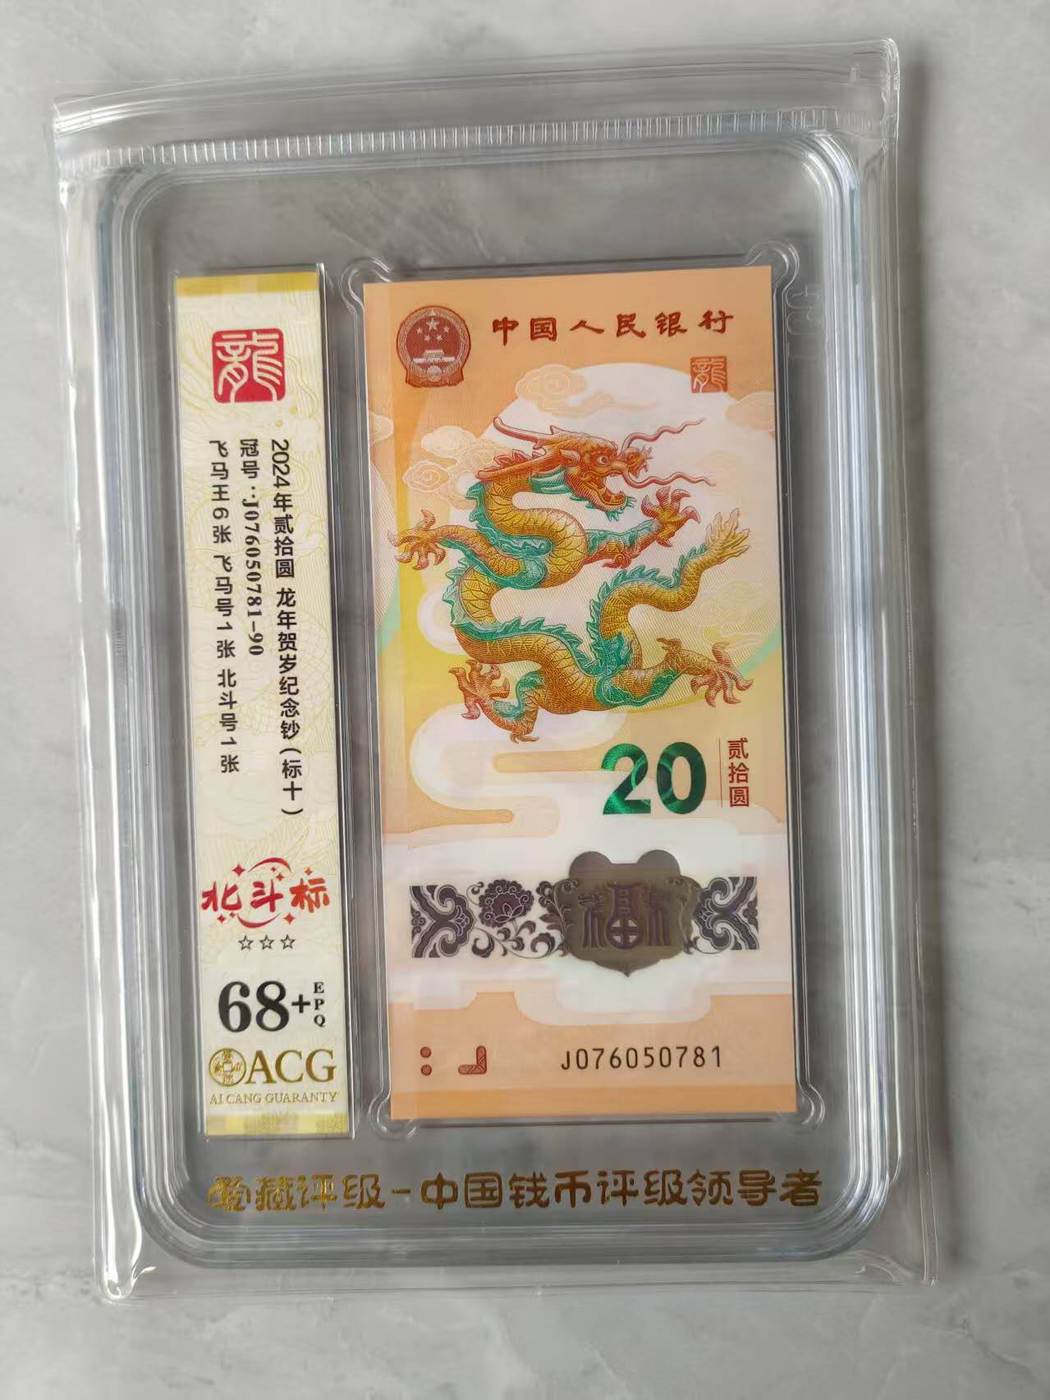 龍
2024年贰拾圆 龙年贺岁纪念钞(标十)
冠号:J076050781-90
飞马王6张 飞马号1张 北斗号1张
北斗标
☆☆☆
68+
EPQ
ACG
AI CANG GUARANTY
中国人民银行
龍
20
贰拾圆
福
J076050781
爱藏评级-中国钱币评级领导者